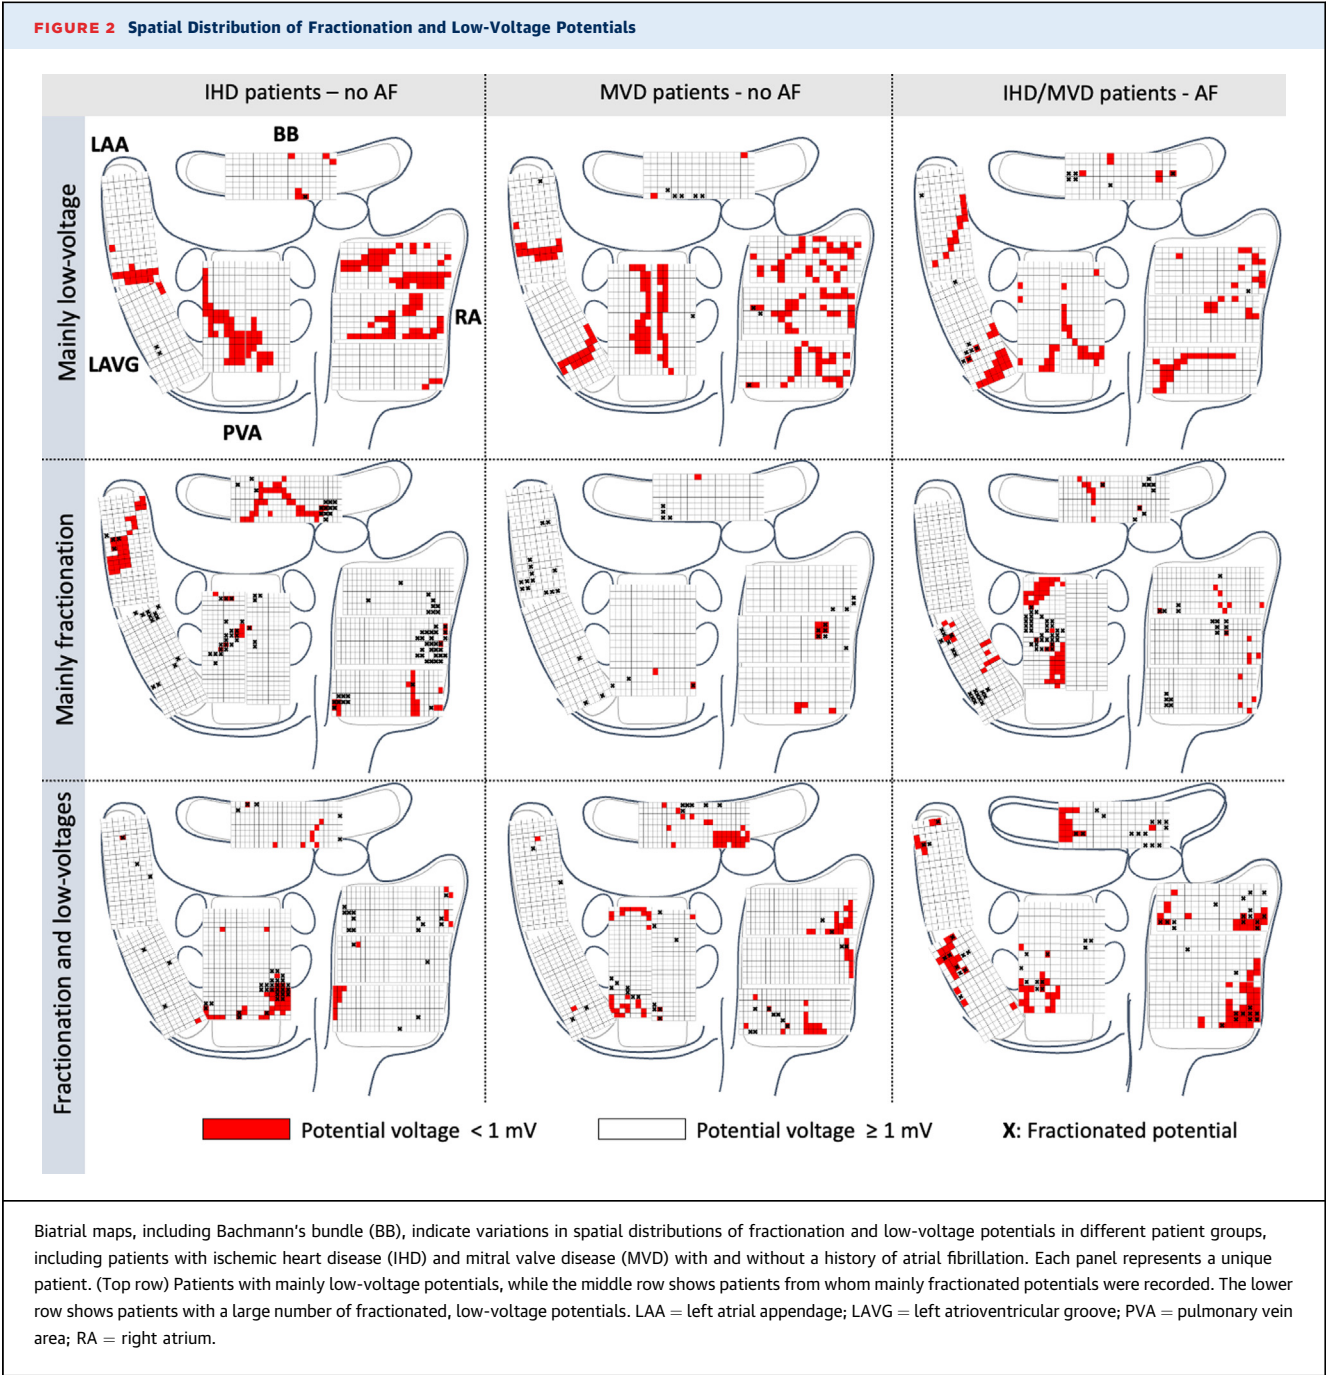 FIGURE 2 Spatial Distribution of Fractionation and Low-Voltage Potentials
IHD patients – no AF
MVD patients - no AF
IHD/MVD patients - AF
Mainly low-voltage
LAA
BB
RA
LAVG
PVA
Mainly fractionation
Fractionation and low-voltages
Potential voltage < 1 mV
Potential voltage ≥ 1 mV
X: Fractionated potential
Biatrial maps, including Bachmann's bundle (BB), indicate variations in spatial distributions of fractionation and low-voltage potentials in different patient groups,
including patients with ischemic heart disease (IHD) and mitral valve disease (MVD) with and without a history of atrial fibrillation. Each panel represents a unique
patient. (Top row) Patients with mainly low-voltage potentials, while the middle row shows patients from whom mainly fractionated potentials were recorded. The lower
row shows patients with a large number of fractionated, low-voltage potentials. LAA = left atrial appendage; LAVG = left atrioventricular groove; PVA = pulmonary vein
area; RA = right atrium.